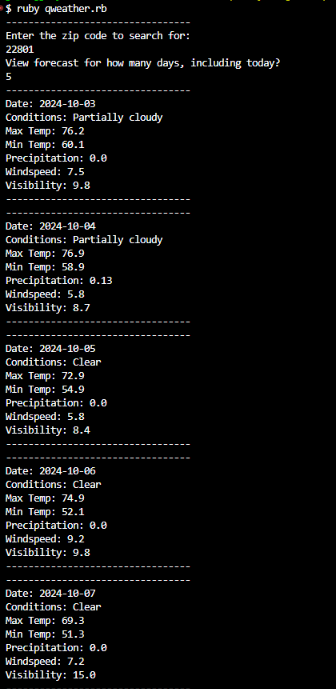 $ ruby qweather.rb
---------------------------------
Enter the zip code to search for:
22801
View forecast for how many days, including today?
5
---------------------------------
Date: 2024-10-03
Conditions: Partially cloudy
Max Temp: 76.2
Min Temp: 60.1
Precipitation: 0.0
Windspeed: 7.5
Visibility: 9.8
---------------------------------
---------------------------------
Date: 2024-10-04
Conditions: Partially cloudy
Max Temp: 76.9
Min Temp: 58.9
Precipitation: 0.13
Windspeed: 5.8
Visibility: 8.7
---------------------------------
---------------------------------
Date: 2024-10-05
Conditions: Clear
Max Temp: 72.9
Min Temp: 54.9
Precipitation: 0.0
Windspeed: 5.8
Visibility: 8.4
---------------------------------
---------------------------------
Date: 2024-10-06
Conditions: Clear
Max Temp: 74.9
Min Temp: 52.1
Precipitation: 0.0
Windspeed: 9.2
Visibility: 9.8
---------------------------------
---------------------------------
Date: 2024-10-07
Conditions: Clear
Max Temp: 69.3
Min Temp: 51.3
Precipitation: 0.0
Windspeed: 7.2
Visibility: 15.0
---------------------------------